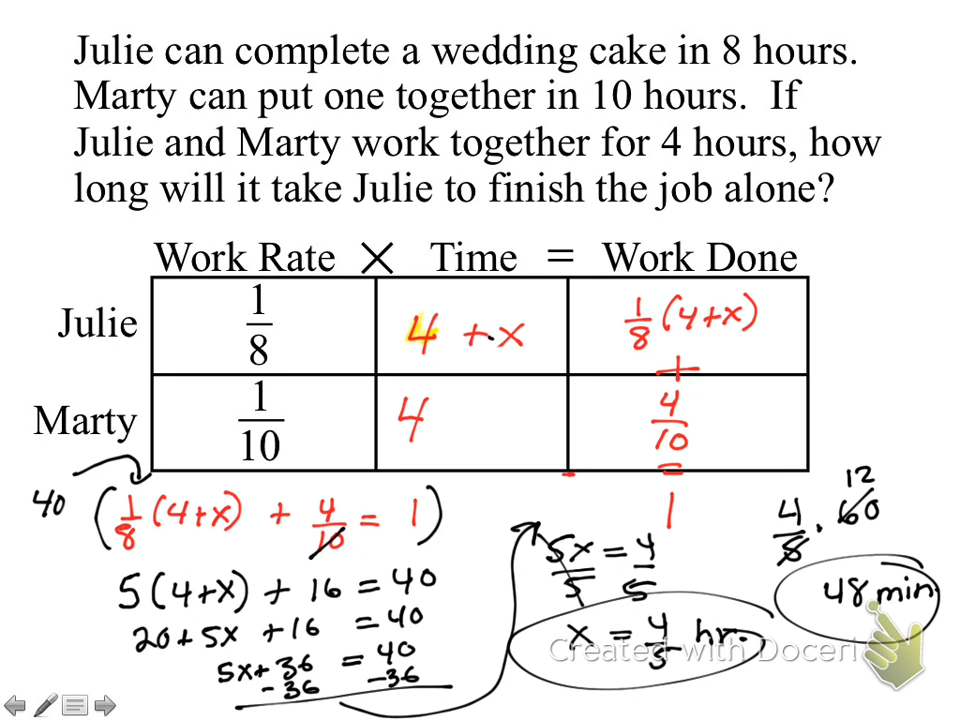 Julie can complete a wedding cake in 8 hours.
Marty can put one together in 10 hours.  If
Julie and Marty work together for 4 hours, how
long will it take Julie to finish the job alone?
Work Rate × Time = Work Done
Julie 1/8 4 + x 1/8 (4+x)
+
Marty 1/10 4 4/10
=
1
40 (1/8 (4+x) + 4/10 = 1)
5(4+x) + 16 = 40
20 + 5x + 16 = 40
5x + 36 = 40
- 36 -36
5x/5 = 4/5
x = 4/5 hr.
12
4/5 · 60
48 min
Created with Doceri